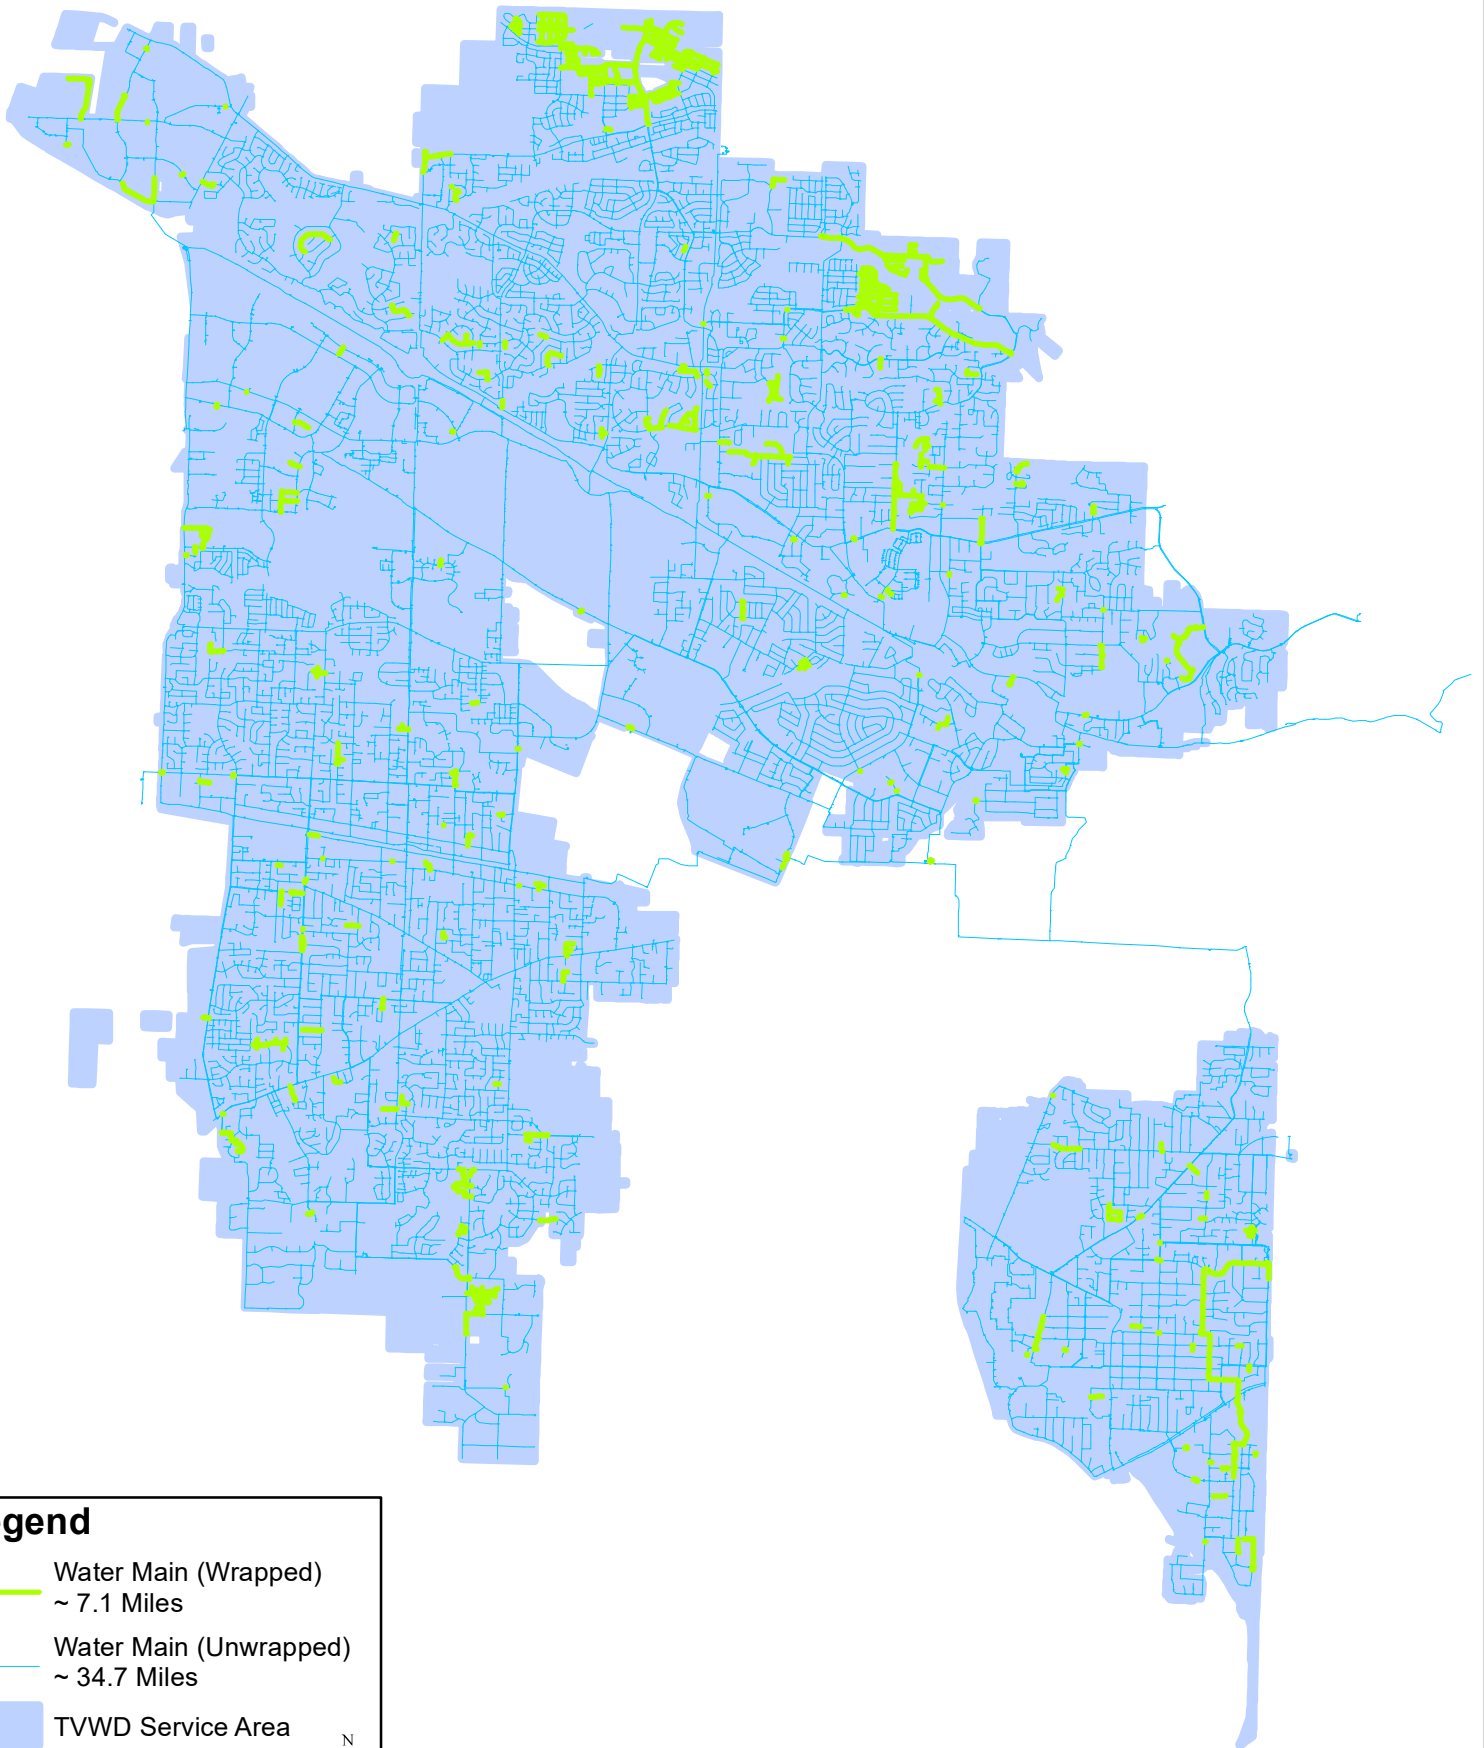 gend
Water Main (Wrapped)
~ 7.1 Miles
Water Main (Unwrapped)
~ 34.7 Miles
TVWD Service Area
N